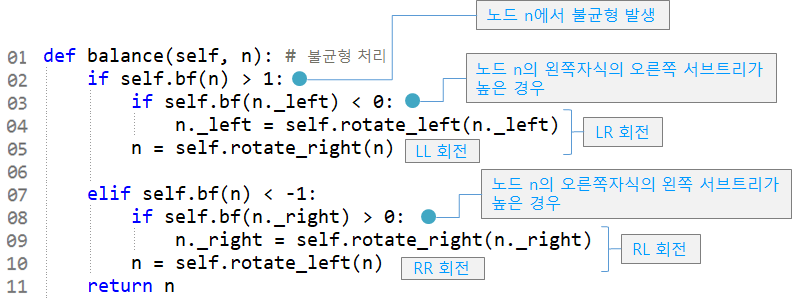 노드 n에서 불균형 발생
01 def balance(self, n): # 불균형 처리
02 if self.bf(n) > 1:
노드 n의 왼쪽자식의 오른쪽 서브트리가
높은 경우
03 if self.bf(n._left) < 0:
04 n._left = self.rotate_left(n._left)
LR 회전
05 n = self.rotate_right(n)
LL 회전
06
07 elif self.bf(n) < -1:
노드 n의 오른쪽자식의 왼쪽 서브트리가
높은 경우
08 if self.bf(n._right) > 0:
09 n._right = self.rotate_right(n._right)
RL 회전
10 n = self.rotate_left(n)
RR 회전
11 return n